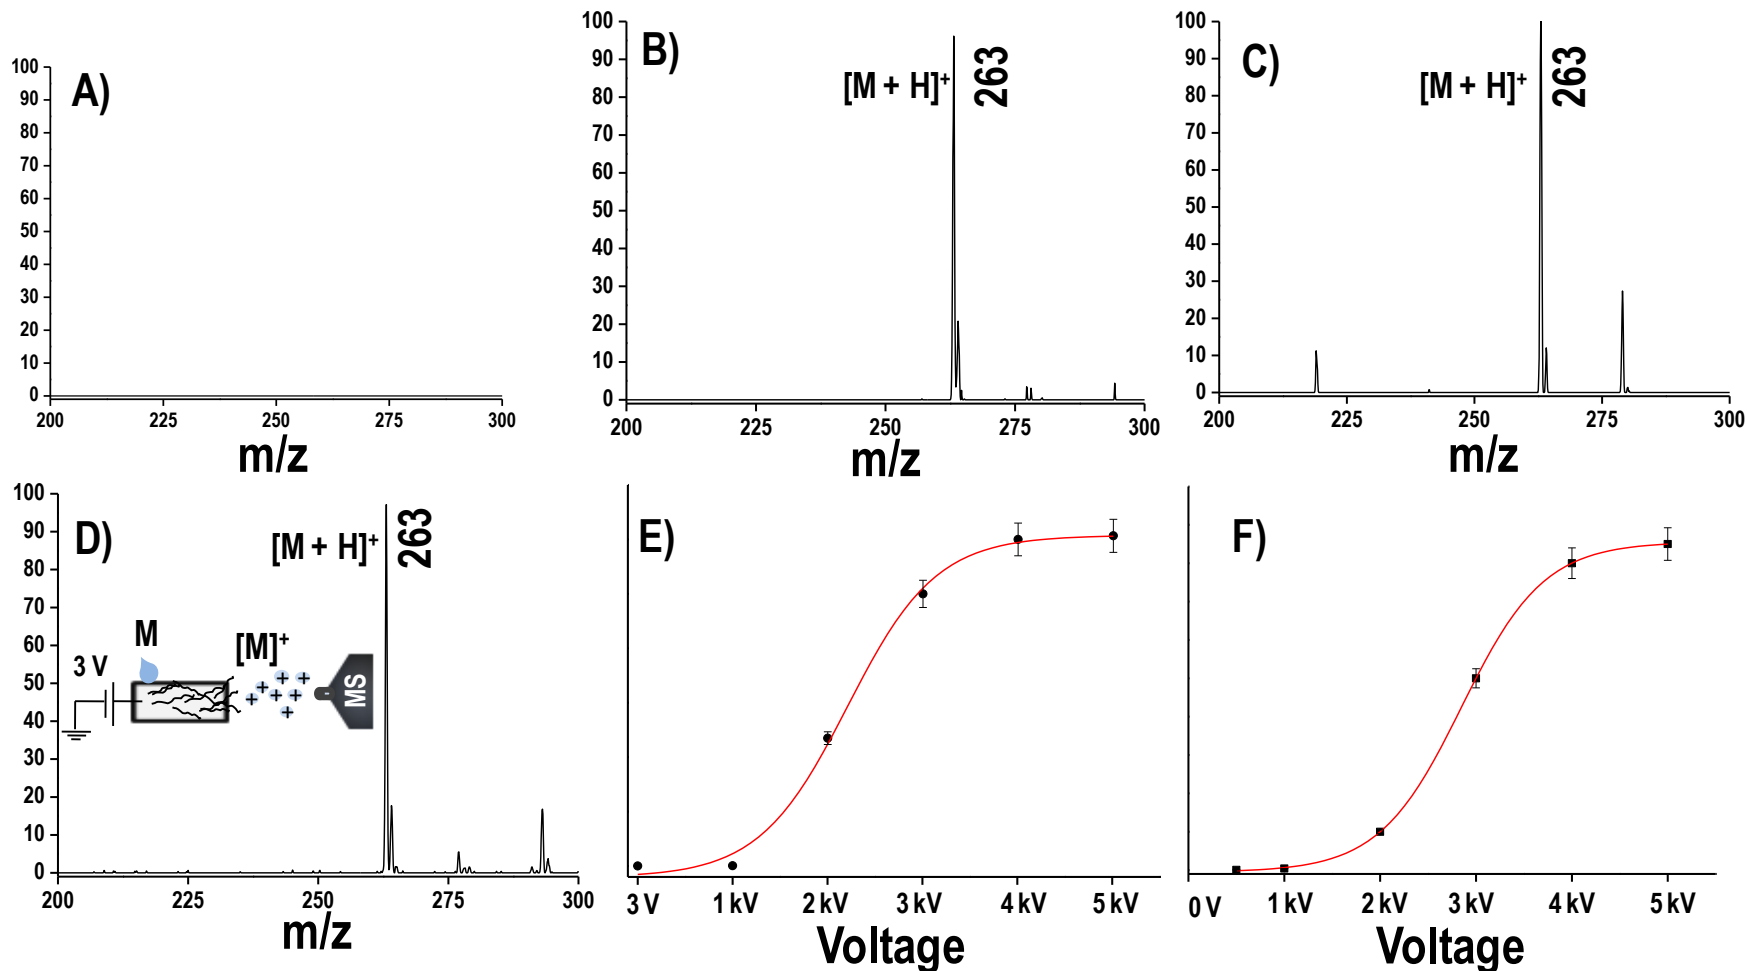 A)
100
90
80
70
60
50
40
30
20
10
0
200 225 250 275 300
m/z
B)
[M + H]+
263
100
90
80
70
60
50
40
30
20
10
0
200 225 250 275 300
m/z
C)
[M + H]+
263
100
90
80
70
60
50
40
30
20
10
0
200 225 250 275 300
m/z
D)
[M + H]+
263
100
90
80
70
60
50
40
30
20
10
0
M
[M]+
3 V
+ + + + + + + +
-
MS
200 225 250 275 300
m/z
E)
3 V 1 kV 2 kV 3 kV 4 kV 5 kV
Voltage
F)
0 V 1 kV 2 kV 3 kV 4 kV 5 kV
Voltage